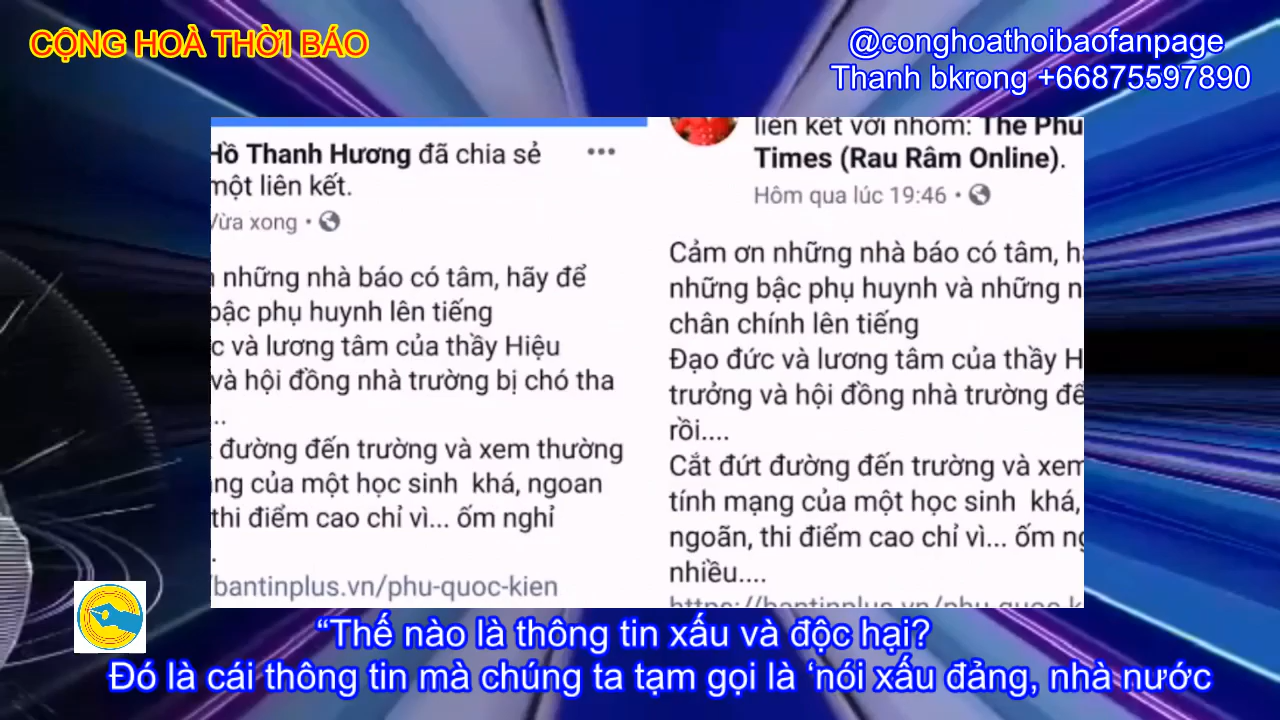 CỘNG HOÀ THỜI BÁO
@conghoathoibaofanpage
Thanh bkrong +66875597890
Hồ Thanh Hương đã chia sẻ
một liên kết.
Vừa xong
những nhà báo có tâm, hãy để
bậc phụ huynh lên tiếng
c và lương tâm của thầy Hiệu
và hội đồng nhà trường bị chó tha
..
đường đến trường và xem thường
ng của một học sinh khá, ngoan
thi điểm cao chỉ vì... ốm nghỉ
.
/bantinplus.vn/phu-quoc-kien
liên kết với nhóm: The Phu
Times (Rau Râm Online).
Hôm qua lúc 19:46
Cảm ơn những nhà báo có tâm, hã
những bậc phụ huynh và những n
chân chính lên tiếng
Đạo đức và lương tâm của thầy H
trưởng và hội đồng nhà trường để
rồi....
Cắt đứt đường đến trường và xem
tính mạng của một học sinh khá,
ngoãn, thi điểm cao chỉ vì... ốm ng
nhiều....
https://bantinplus.vn/phu-quoc-k
“Thế nào là thông tin xấu và độc hại?
Đó là cái thông tin mà chúng ta tạm gọi là ‘nói xấu đảng, nhà nước